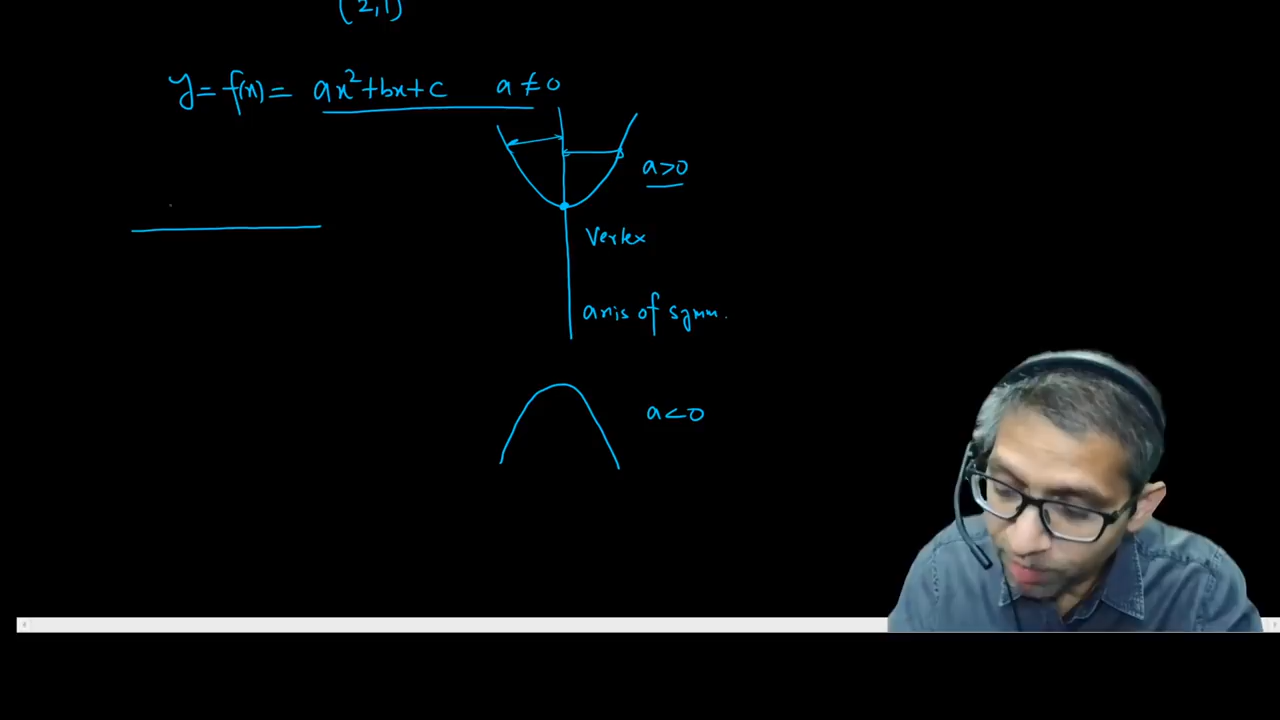 (2,1)
y = f(x) = ax²+bx+c a ≠ 0
a>0
Vertex
axis of symm.
a<0